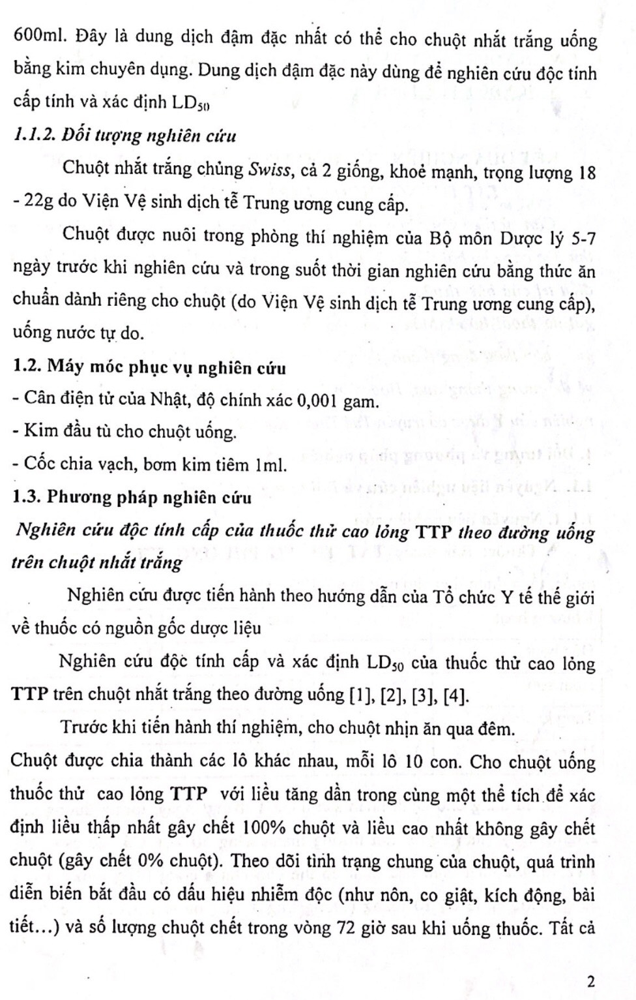 600ml. Đây là dung dịch đậm đặc nhất có thể cho chuột nhắt trắng uống
bằng kim chuyên dụng. Dung dịch đậm đặc này dùng để nghiên cứu độc tính
cấp tính và xác định LD₅₀
1.1.2. Đối tượng nghiên cứu
Chuột nhắt trắng chủng Swiss, cả 2 giống, khoẻ mạnh, trọng lượng 18
- 22g do Viện Vệ sinh dịch tễ Trung ương cung cấp.
Chuột được nuôi trong phòng thí nghiệm của Bộ môn Dược lý 5-7
ngày trước khi nghiên cứu và trong suốt thời gian nghiên cứu bằng thức ăn
chuẩn dành riêng cho chuột (do Viện Vệ sinh dịch tễ Trung ương cung cấp),
uống nước tự do.
1.2. Máy móc phục vụ nghiên cứu
- Cân điện tử của Nhật, độ chính xác 0,001 gam.
- Kim đầu tù cho chuột uống.
- Cốc chia vạch, bơm kim tiêm 1ml.
1.3. Phương pháp nghiên cứu
Nghiên cứu độc tính cấp của thuốc thử cao lỏng TTP theo đường uống
trên chuột nhắt trắng
Nghiên cứu được tiến hành theo hướng dẫn của Tổ chức Y tế thế giới
về thuốc có nguồn gốc dược liệu
Nghiên cứu độc tính cấp và xác định LD₅₀ của thuốc thử cao lỏng
TTP trên chuột nhắt trắng theo đường uống [1], [2], [3], [4].
Trước khi tiến hành thí nghiệm, cho chuột nhịn ăn qua đêm.
Chuột được chia thành các lô khác nhau, mỗi lô 10 con. Cho chuột uống
thuốc thử cao lỏng TTP với liều tăng dần trong cùng một thể tích để xác
định liều thấp nhất gây chết 100% chuột và liều cao nhất không gây chết
chuột (gây chết 0% chuột). Theo dõi tình trạng chung của chuột, quá trình
diễn biến bắt đầu có dấu hiệu nhiễm độc (như nôn, co giật, kích động, bài
tiết...) và số lượng chuột chết trong vòng 72 giờ sau khi uống thuốc. Tất cả
2